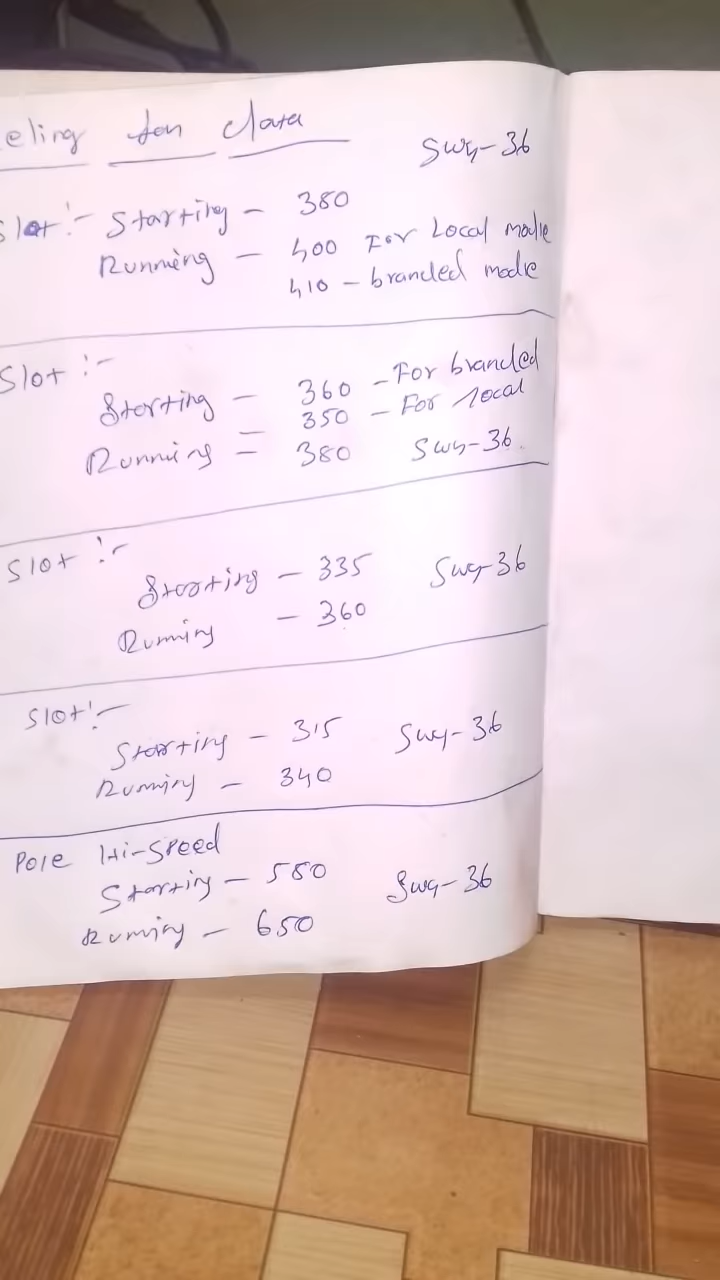 eling fan data
Swg-36
Slot:- Starting - 380
Running - 400 For Local mode
410 - branded mode
Slot :-
Starting - 360 - For branded
350 - For local
Running = 380 Swg-36.
Slot :-
Starting - 335 Swg-36
Running - 360
Slot:-
Starting - 315 Swg-36
Running - 340
Pole Hi-Speed
Starting - 580 Swg-36
Running - 650